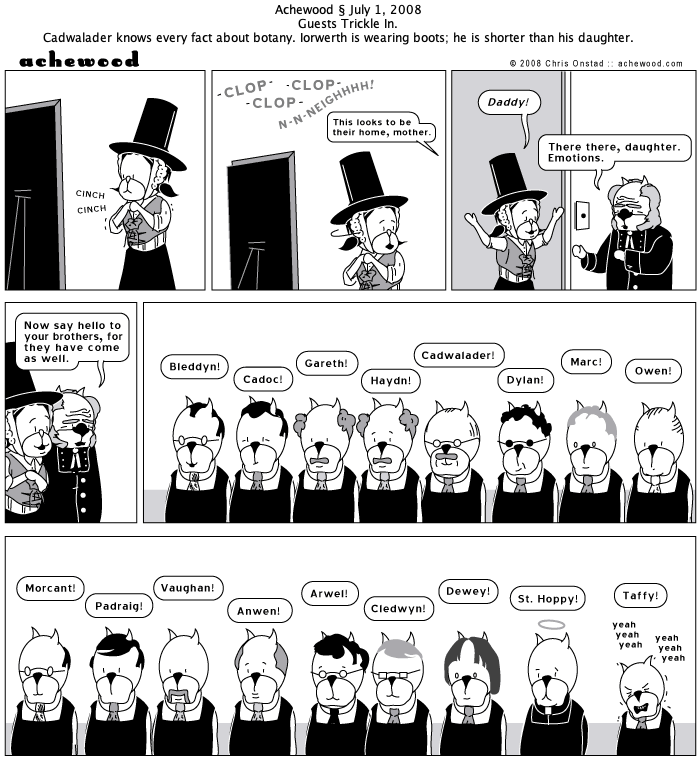 Achewood § July 1, 2008
Guests Trickle In.
Cadwalader knows every fact about botany. Iorwerth is wearing boots; he is shorter than his daughter.
achewood
© 2008 Chris Onstad :: achewood.com
CINCH
CINCH
-CLOP-
-CLOP-
-CLOP-
N-N-NEIGHHHH!
This looks to be
their home, mother.
Daddy!
There there, daughter.
Emotions.
Now say hello to
your brothers, for
they have come
as well.
Bleddyn!
Cadoc!
Gareth!
Haydn!
Cadwalader!
Dylan!
Marc!
Owen!
Morcant!
Padraig!
Vaughan!
Anwen!
Arwel!
Cledwyn!
Dewey!
St. Hoppy!
Taffy!
yeah
yeah
yeah
yeah
yeah
yeah